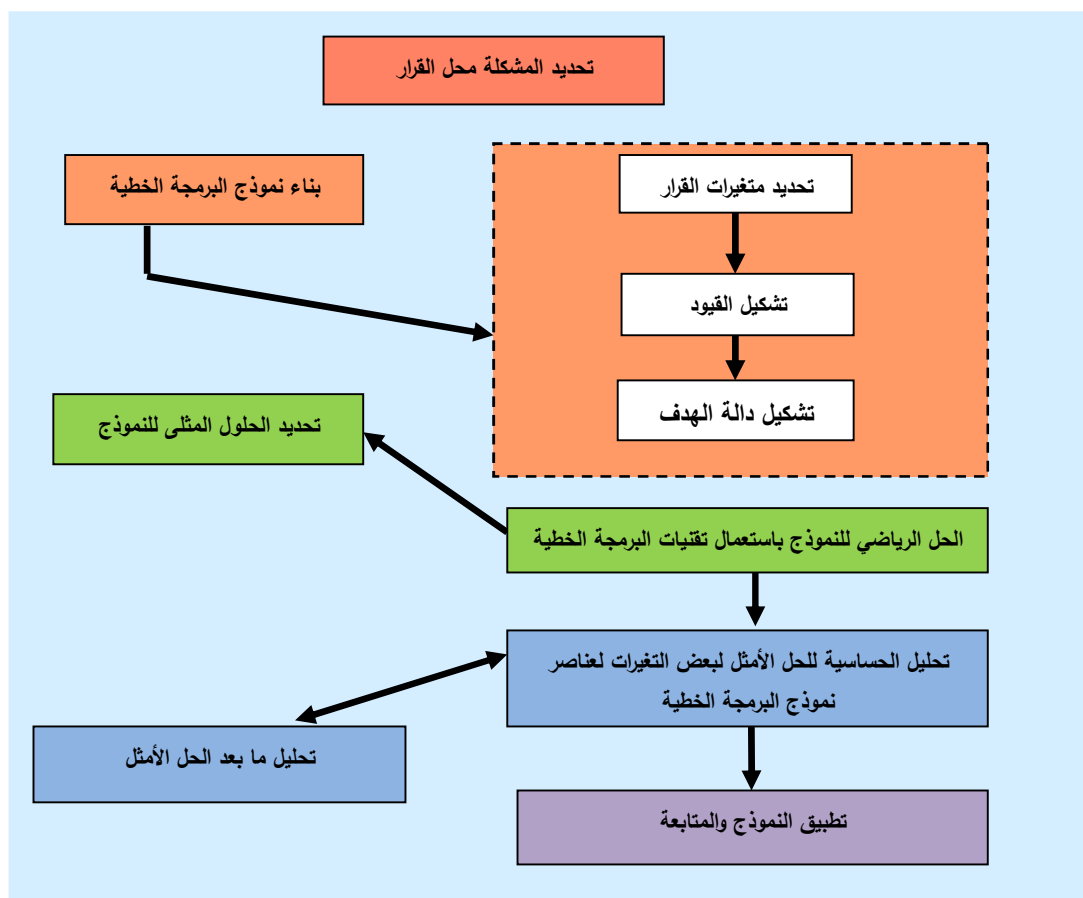 تحديد المشكلة محل القرار
بناء نموذج البرمجة الخطية
تحديد متغيرات القرار
تشكيل القيود
تشكيل دالة الهدف
تحديد الحلول المثلى للنموذج
الحل الرياضي للنموذج باستعمال تقنيات البرمجة الخطية
تحليل الحساسية للحل الأمثل لبعض التغيرات لعناصر
نموذج البرمجة الخطية
تحليل ما بعد الحل الأمثل
تطبيق النموذج والمتابعة